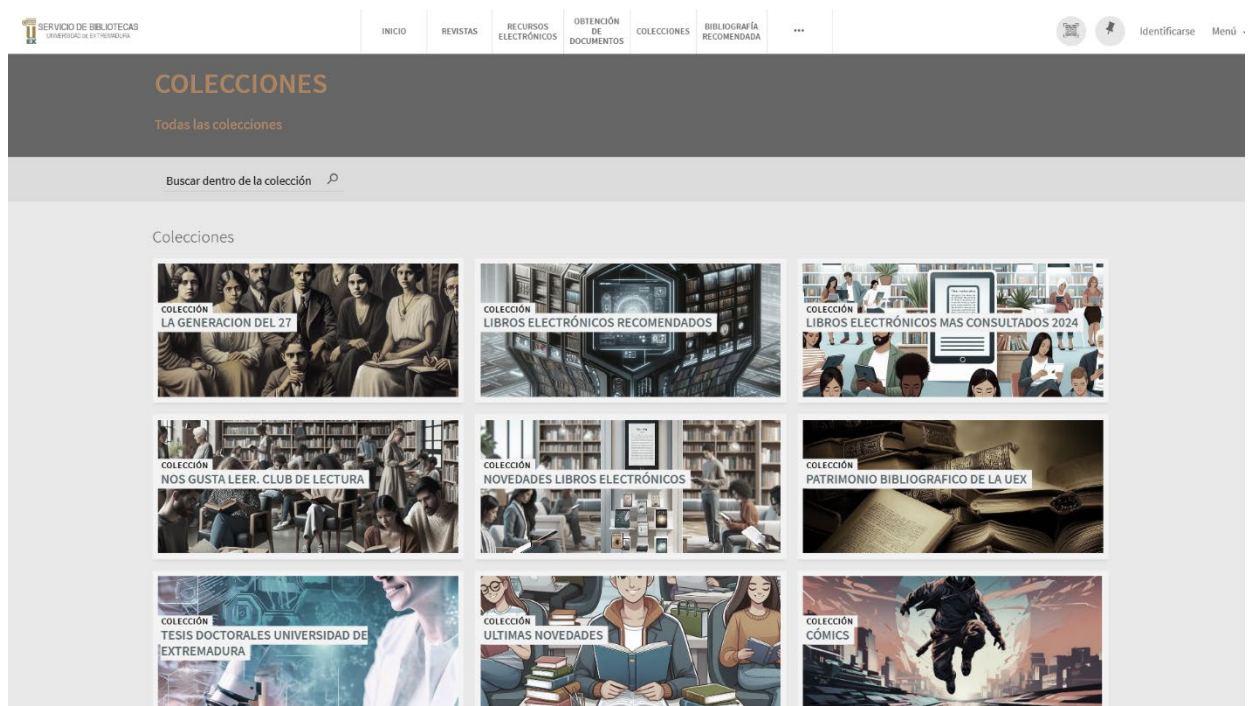 SERVICIO DE BIBLIOTECAS
UNIVERSIDAD DE EXTREMADURA
UEX
INICIO
REVISTAS
RECURSOS
ELECTRÓNICOS
OBTENCIÓN
DE
DOCUMENTOS
COLECCIONES
BIBLIOGRAFÍA
RECOMENDADA
•••
Identificarse
Menú
COLECCIONES
Todas las colecciones
Buscar dentro de la colección
Colecciones
COLECCIÓN
LA GENERACION DEL 27
COLECCIÓN
LIBROS ELECTRÓNICOS RECOMENDADOS
COLECCIÓN
LIBROS ELECTRÓNICOS MAS CONSULTADOS 2024
COLECCIÓN
NOS GUSTA LEER. CLUB DE LECTURA
COLECCIÓN
NOVEDADES LIBROS ELECTRÓNICOS
COLECCIÓN
PATRIMONIO BIBLIOGRAFICO DE LA UEX
COLECCIÓN
TESIS DOCTORALES UNIVERSIDAD DE
EXTREMADURA
COLECCIÓN
ULTIMAS NOVEDADES
COLECCIÓN
CÓMICS